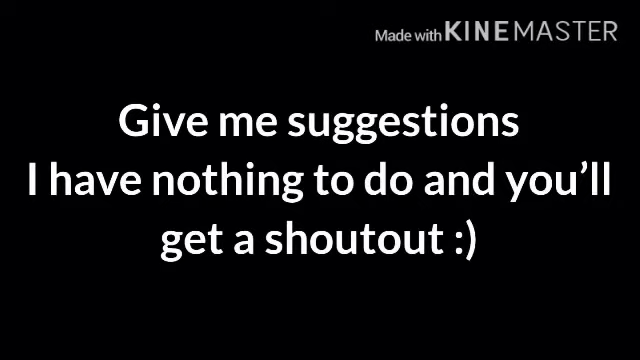 Made with KINEMASTER
Give me suggestions
I have nothing to do and you’ll
get a shoutout :)